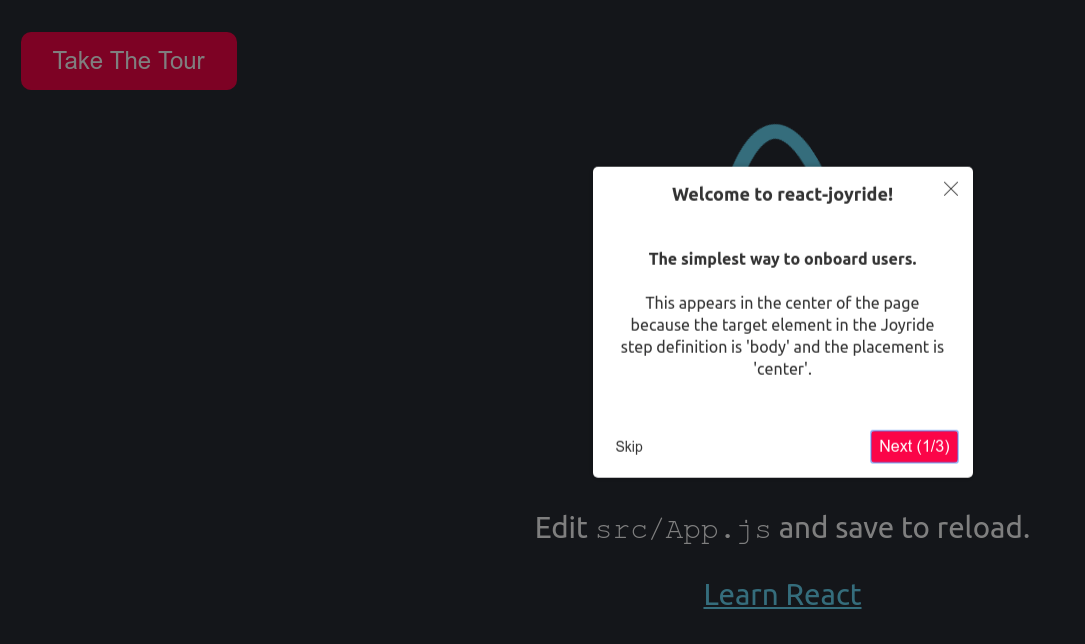 Take The Tour
Welcome to react-joyride!
The simplest way to onboard users.
This appears in the center of the page
because the target element in the Joyride
step definition is 'body' and the placement is
'center'.
Skip
Next (1/3)
Edit src/App.js and save to reload.
Learn React